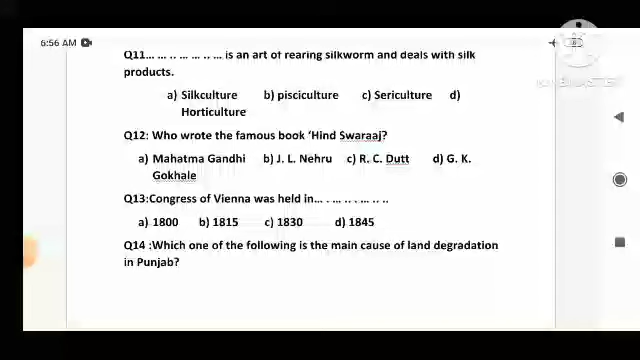 6:56 AM
Q11... ... .. ... ... .. ... is an art of rearing silkworm and deals with silk
products.
a) Silkculture b) pisciculture c) Sericulture d)
Horticulture
Q12: Who wrote the famous book ‘Hind Swaraaj?
a) Mahatma Gandhi b) J. L. Nehru c) R. C. Dutt d) G. K.
Gokhale
Q13:Congress of Vienna was held in... . ... .. . ... .. ..
a) 1800 b) 1815 c) 1830 d) 1845
Q14 :Which one of the following is the main cause of land degradation
in Punjab?